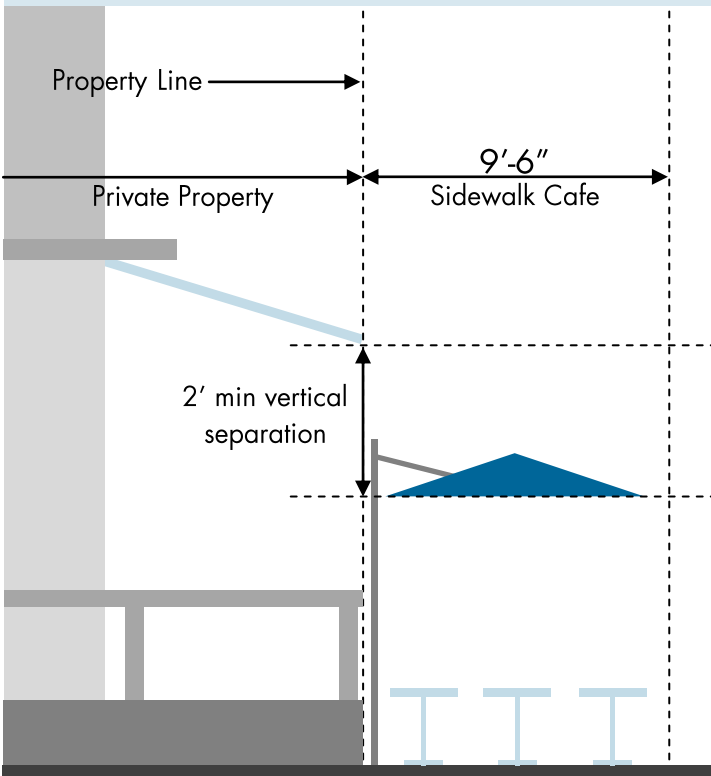 Property Line
9’-6”
Private Property
Sidewalk Cafe
2’ min vertical
separation